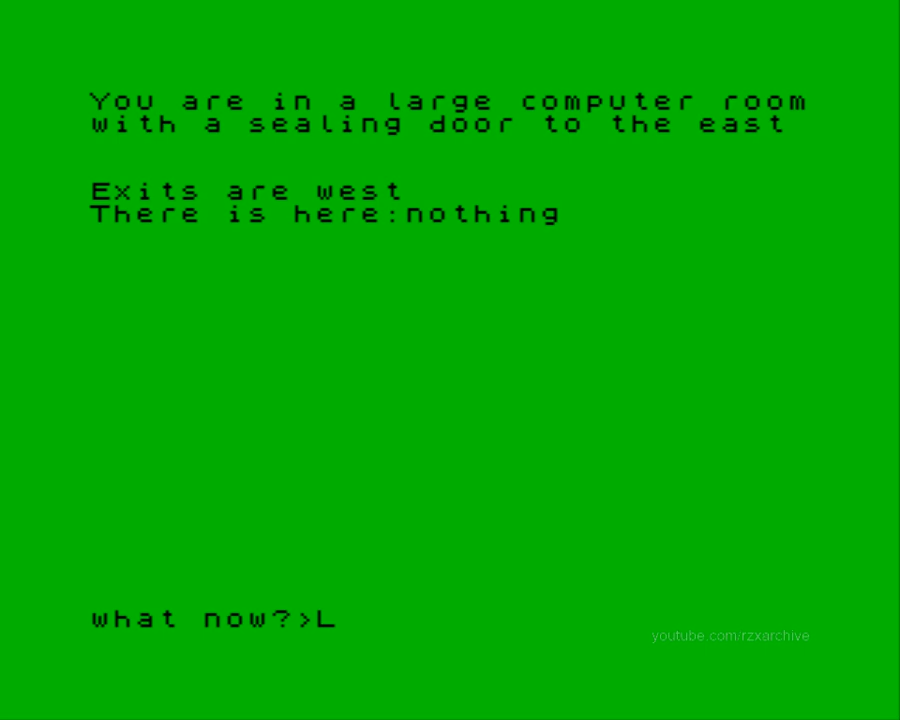 You are in a large computer room
with a sealing door to the east
Exits are west
There is here:nothing
what now?>L
youtube.com/rzxarchive